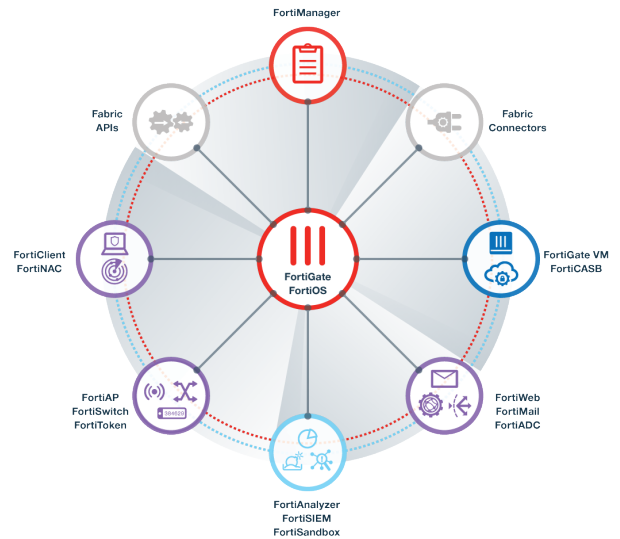 FortiManager
Fabric
APIs
Fabric
Connectors
FortiClient
FortiNAC
FortiGate
FortiOS
FortiGate VM
FortiCASB
FortiAP
FortiSwitch
FortiToken
384629
FortiWeb
FortiMail
FortiADC
FortiAnalyzer
FortiSIEM
FortiSandbox